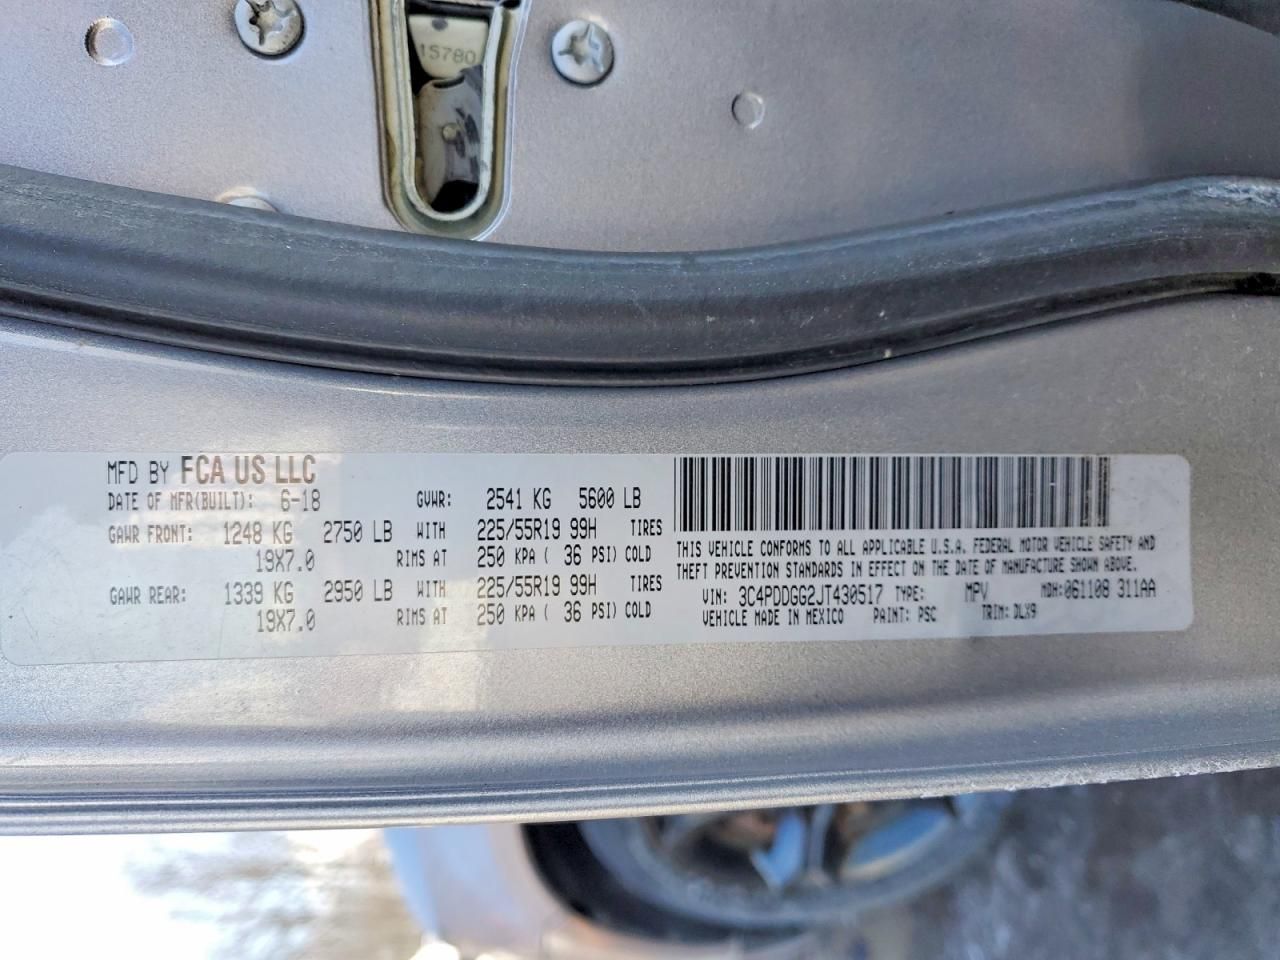 15780
MFD BY FCA US LLC
DATE OF MFR(BUILT): 6-18 GVWR: 2541 KG 5600 LB
GAWR FRONT: 1248 KG 2750 LB WITH 225/55R19 99H TIRES
19X7.0 RIMS AT 250 KPA ( 36 PSI) COLD
GAWR REAR: 1339 KG 2950 LB WITH 225/55R19 99H TIRES
19X7.0 RIMS AT 250 KPA ( 36 PSI) COLD
THIS VEHICLE CONFORMS TO ALL APPLICABLE U.S.A. FEDERAL MOTOR VEHICLE SAFETY AND
THEFT PREVENTION STANDARDS IN EFFECT ON THE DATE OF MANUFACTURE SHOWN ABOVE.
VIN: 3C4PDDGG2JT430517 TYPE: MPV MDH:061108 311AA
VEHICLE MADE IN MEXICO PAINT: PSC TRIM: DLX9